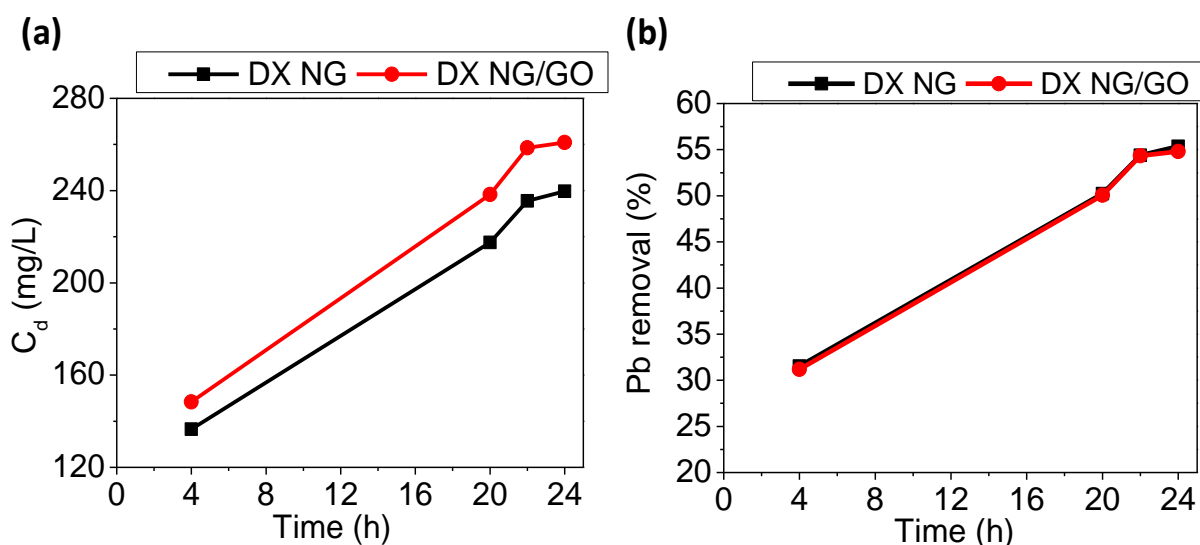 (a)
DX NG DX NG/GO
280
240
200
160
120
C_d (mg/L)
0 4 8 12 16 20 24
Time (h)
(b)
DX NG DX NG/GO
60
55
50
45
40
35
30
25
20
Pb removal (%)
0 4 8 12 16 20 24
Time (h)